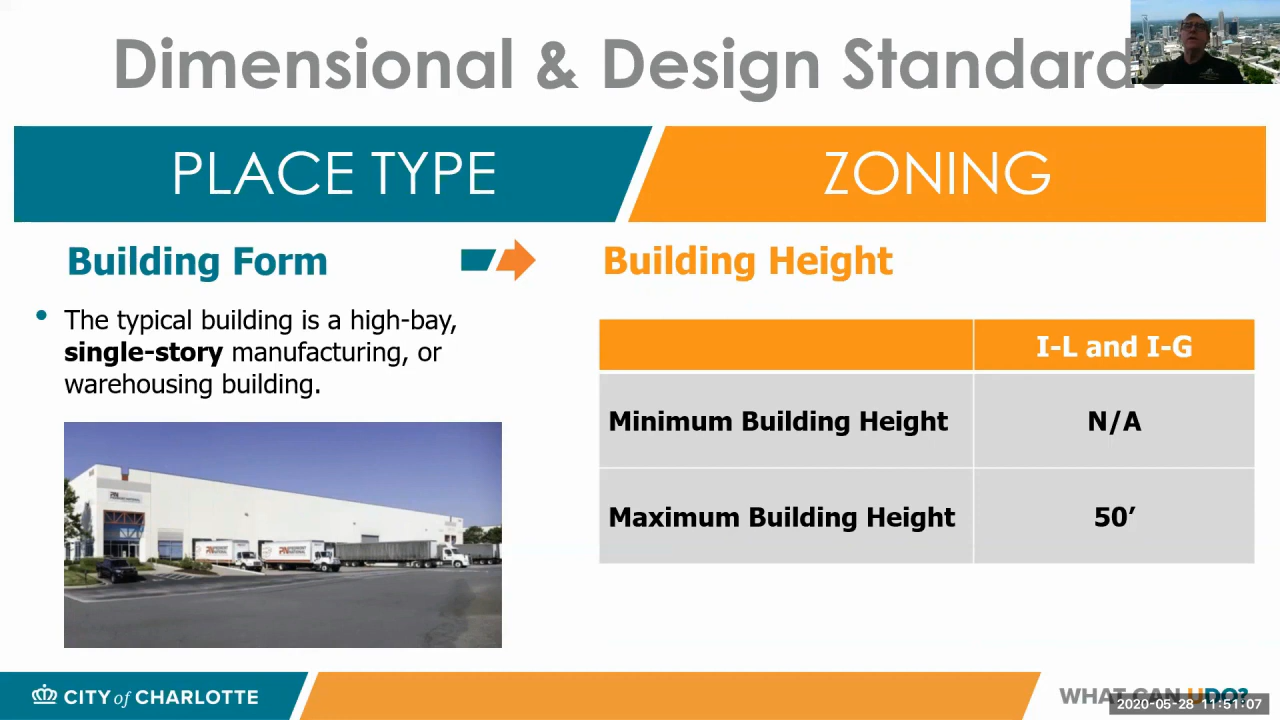 Dimensional & Design Standards
PLACE TYPE
ZONING
Building Form
Building Height
• The typical building is a high-bay,
single-story manufacturing, or
warehousing building.
I-L and I-G
Minimum Building Height
N/A
Maximum Building Height
50’
CITY of CHARLOTTE
WHAT CAN UDO?
2020-05-28 11:51:07